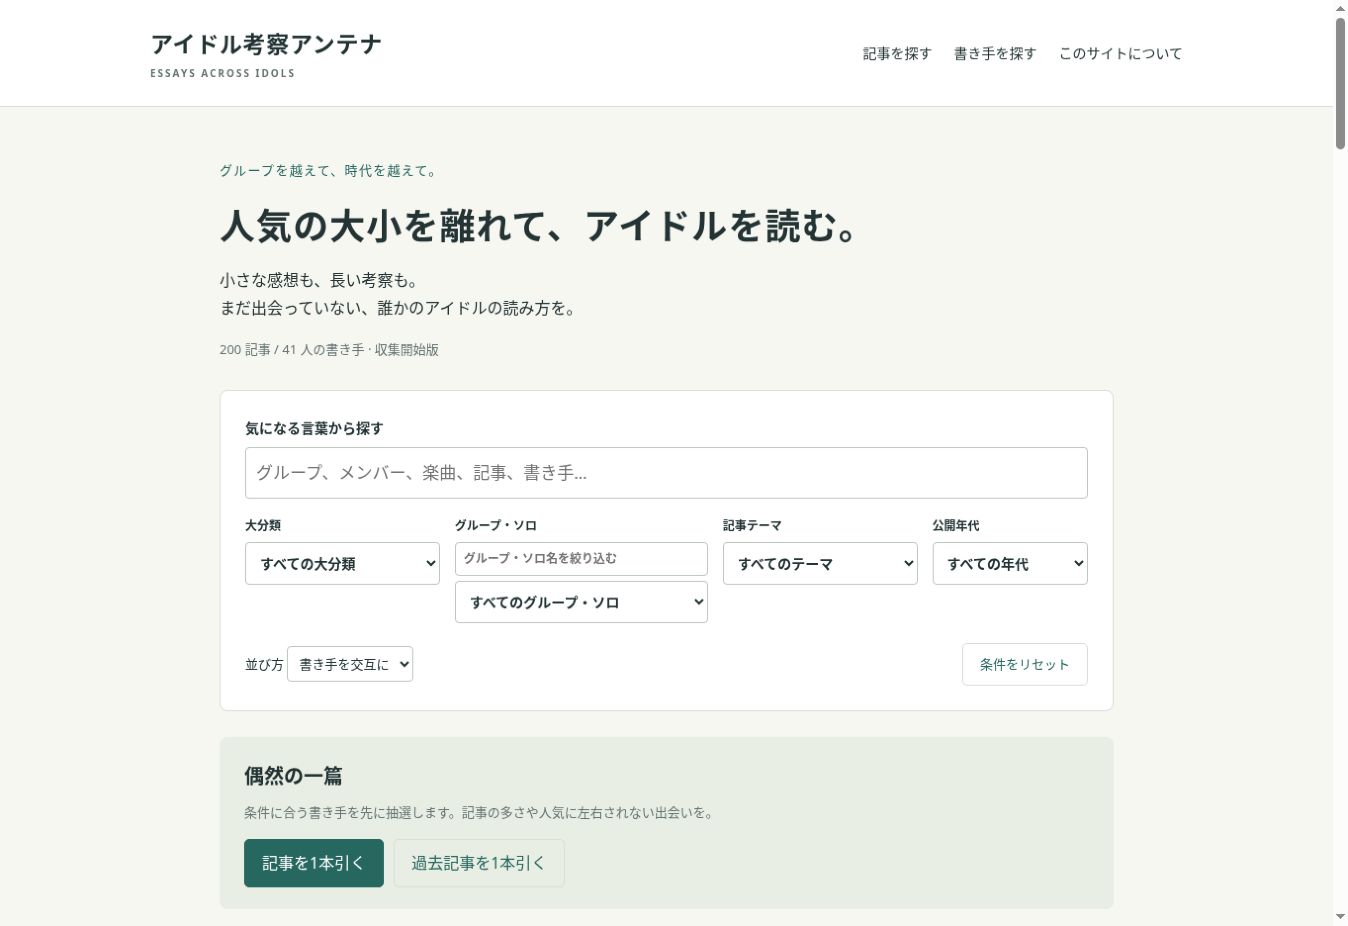 アイドル考察アンテナ
ESSAYS ACROSS IDOLS
記事を探す 書き手を探す このサイトについて
グループを越えて、時代を越えて。
人気の大小を離れて、アイドルを読む。
小さな感想も、長い考察も。
まだ出会っていない、誰かのアイドルの読み方を。
200 記事 / 41 人の書き手 · 収集開始版
気になる言葉から探す
グループ、メンバー、楽曲、記事、書き手...
大分類 グループ・ソロ 記事テーマ 公開年代
すべての大分類 グループ・ソロ名を絞り込む すべてのテーマ すべての年代
すべてのグループ・ソロ
並び方 書き手を交互に 条件をリセット
偶然の一篇
条件に合う書き手を先に抽選します。記事の多さや人気に左右されない出会いを。
記事を1本引く 過去記事を1本引く